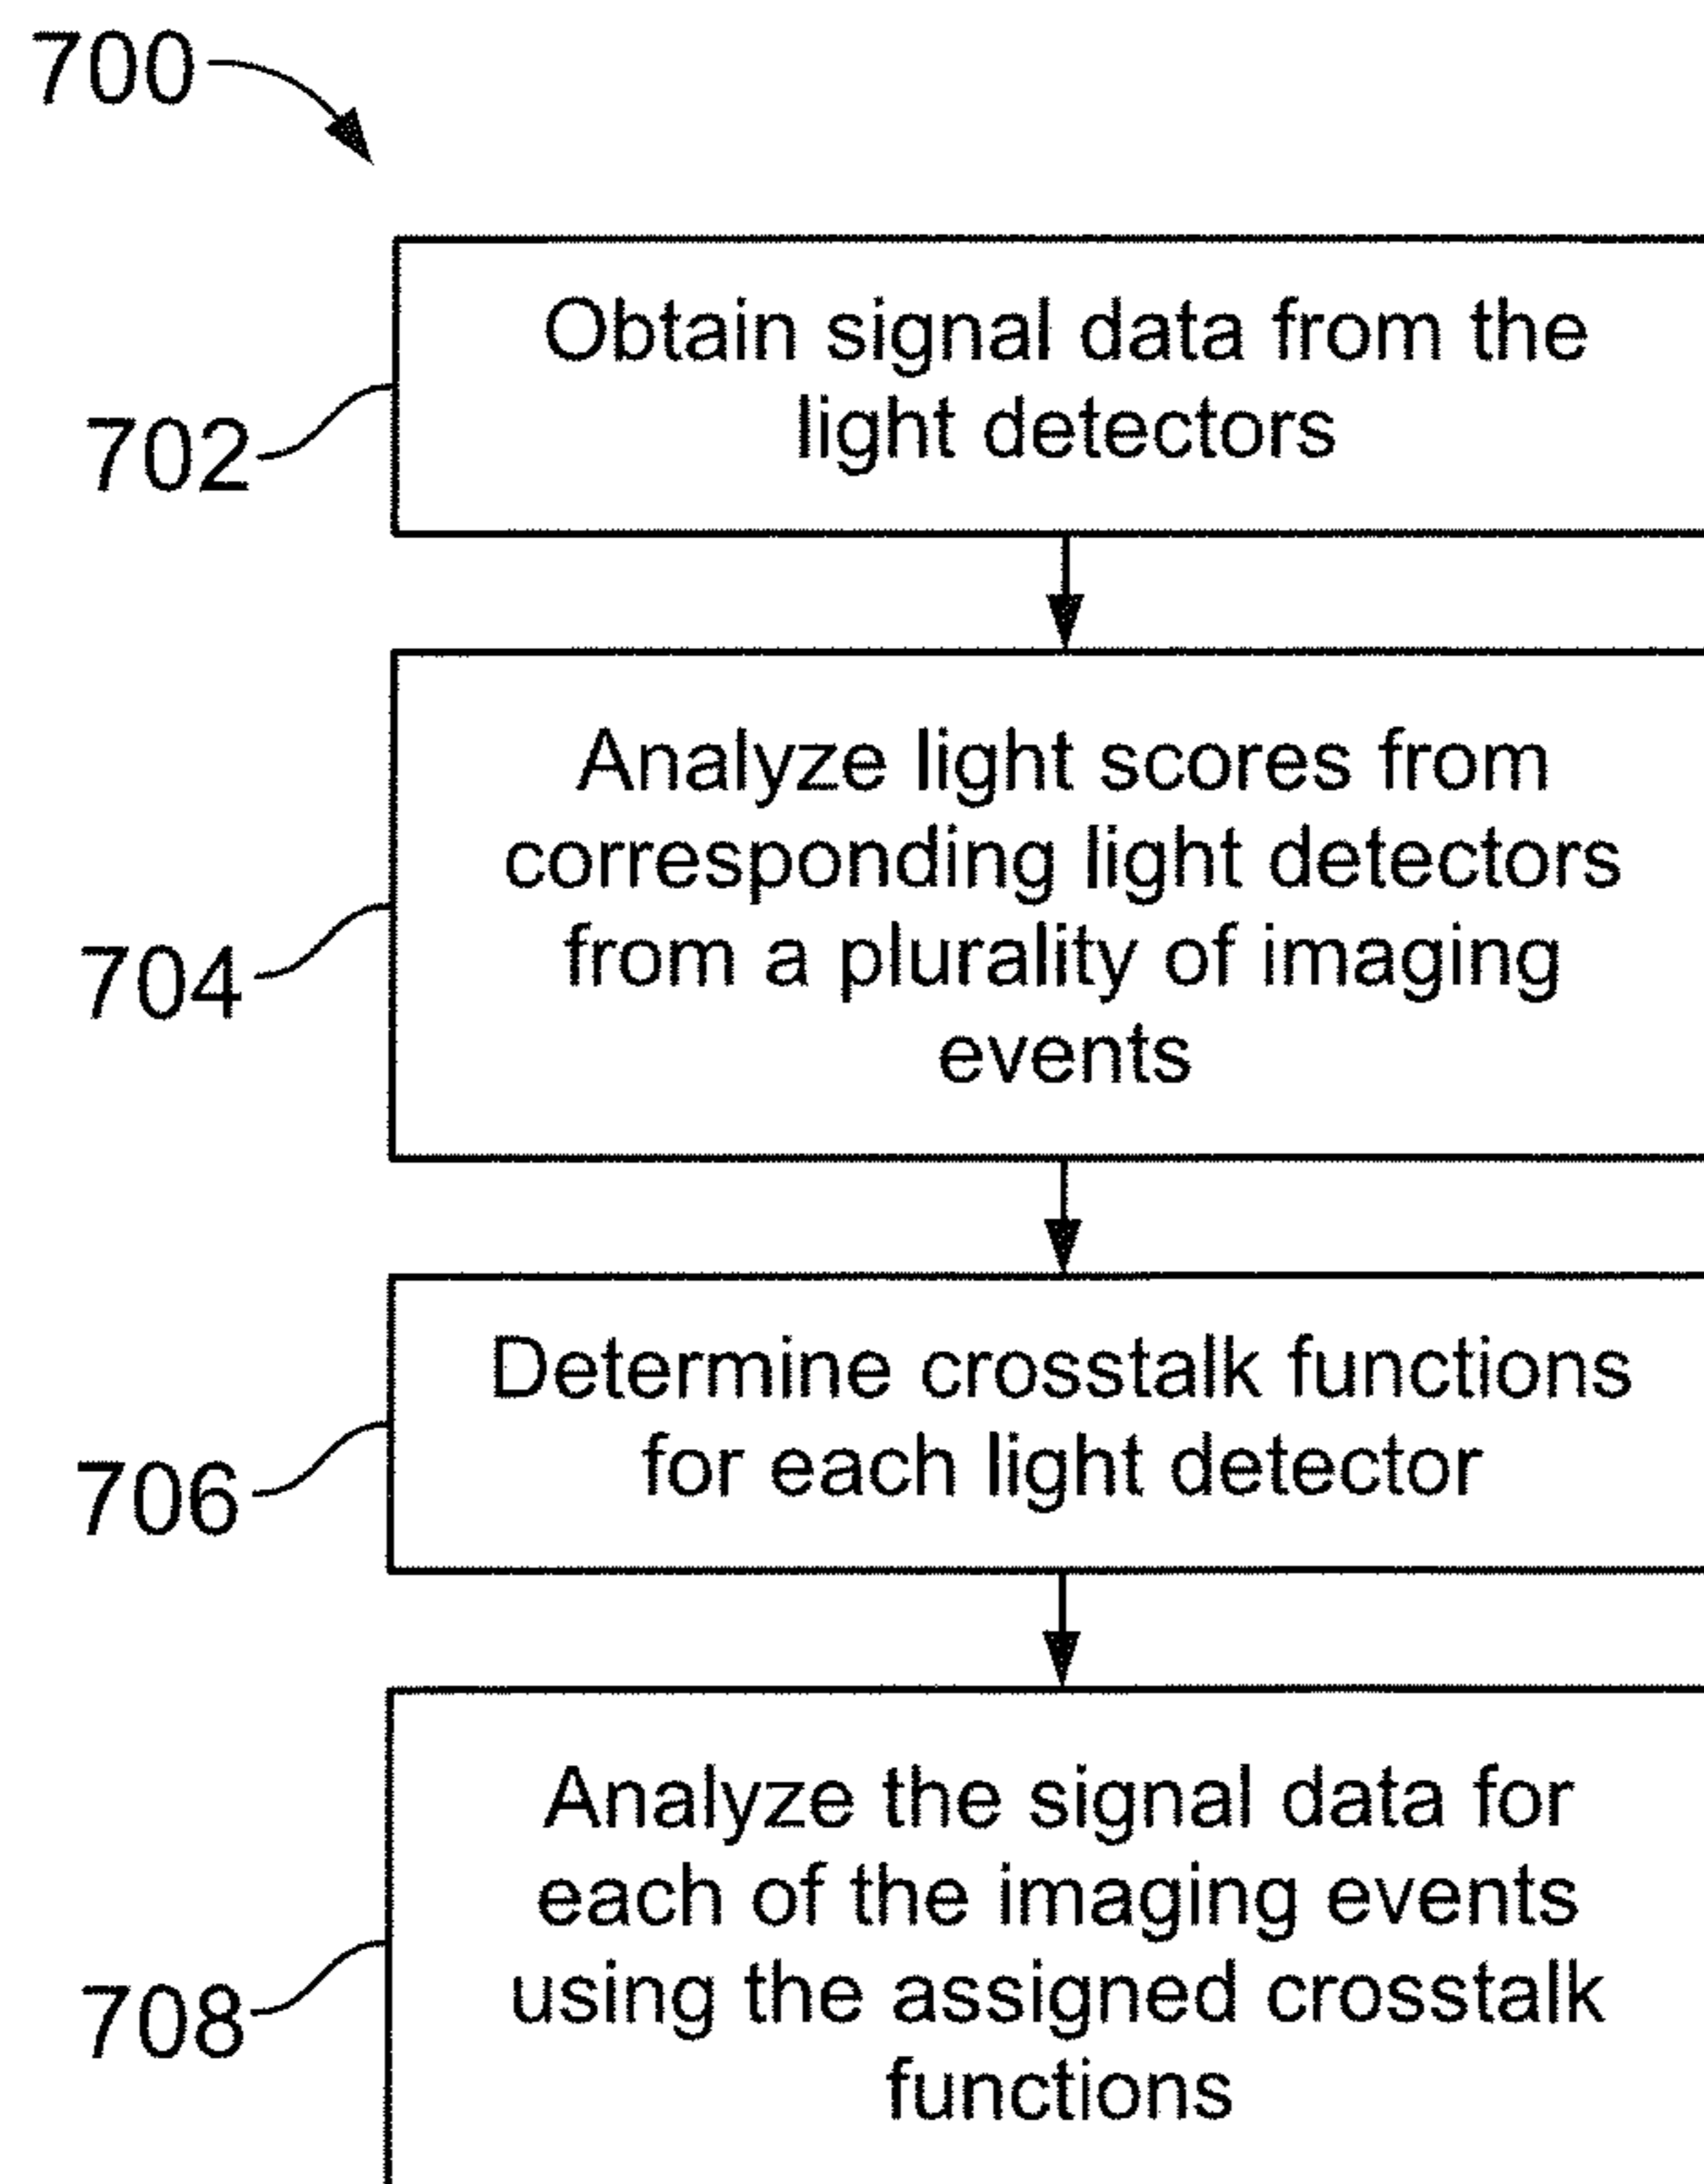 700
Obtain signal data from the
light detectors
702
Analyze light scores from
corresponding light detectors
from a plurality of imaging
events
704
Determine crosstalk functions
for each light detector
706
Analyze the signal data for
each of the imaging events
using the assigned crosstalk
functions
708